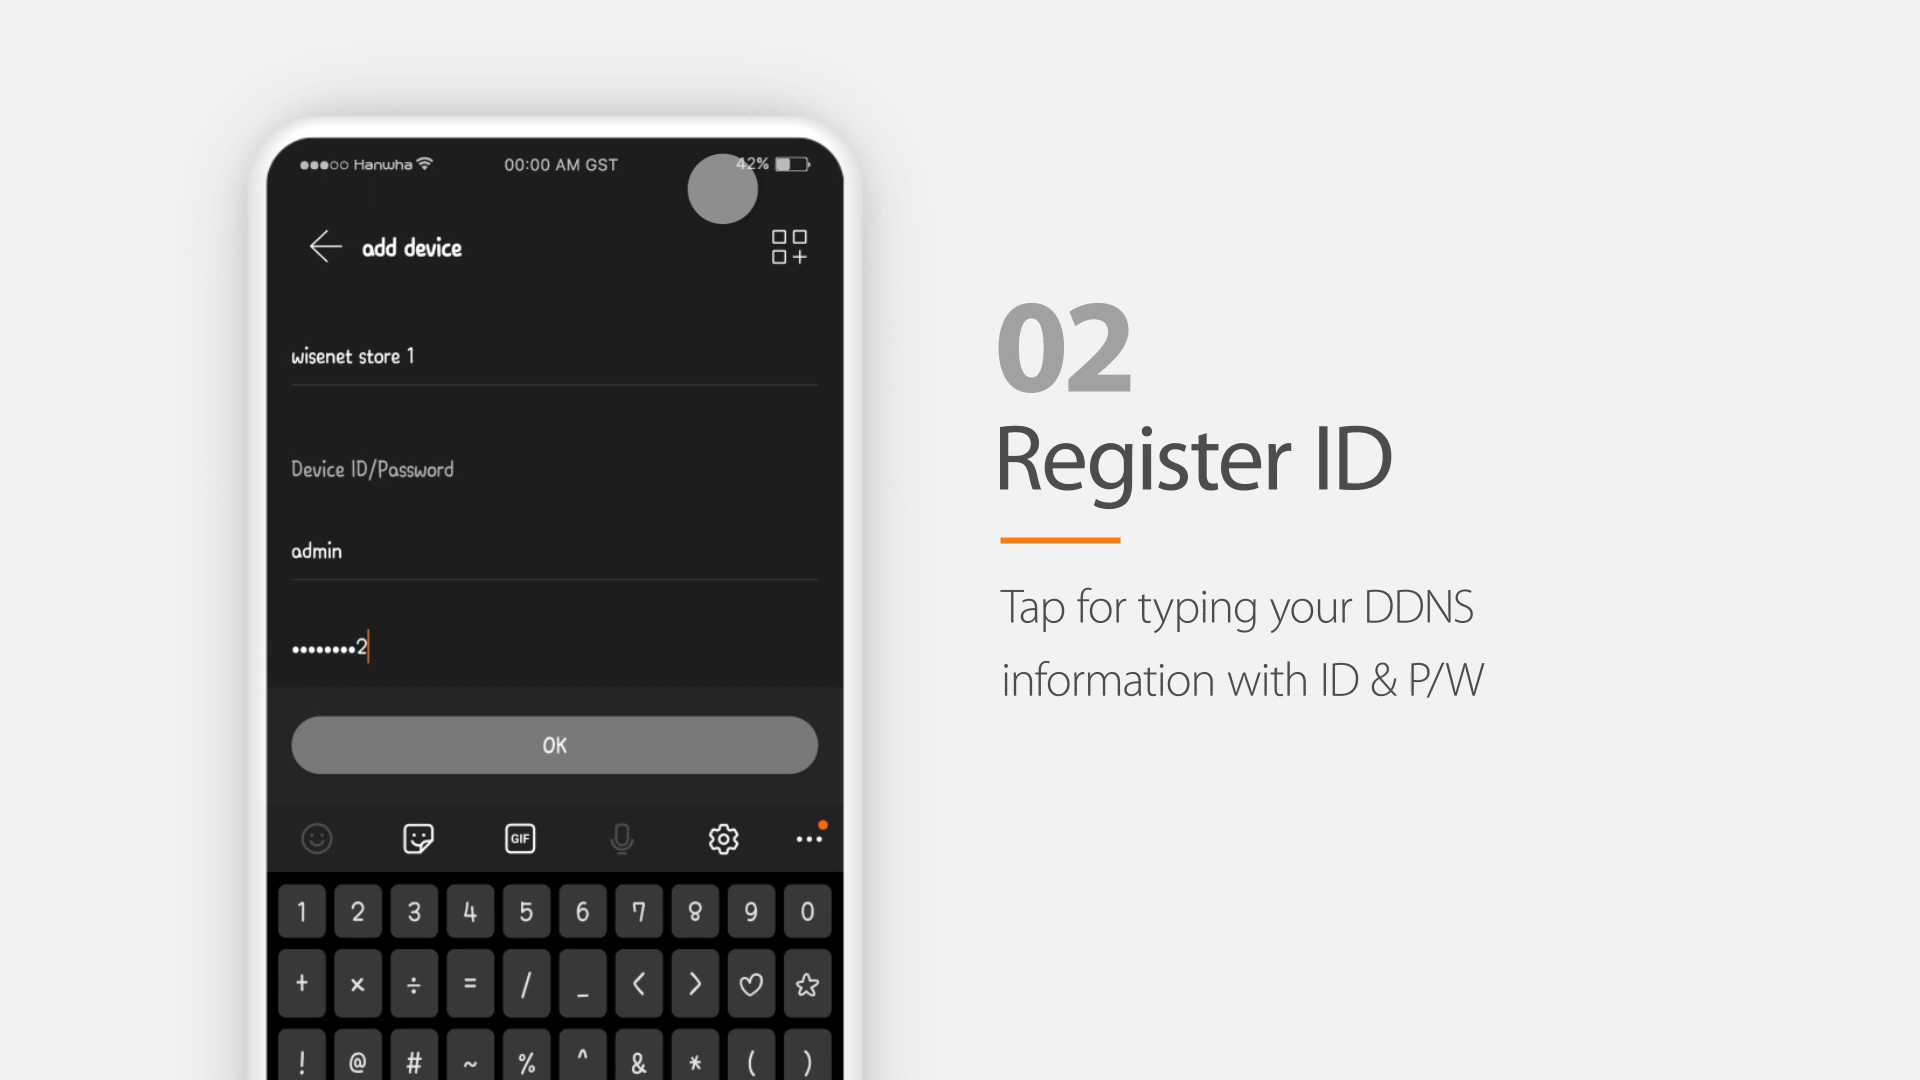 Hanwha
00:00 AM GST
42%
add device
wisenet store 1
Device ID/Password
admin
••••••••2
OK
GIF
1 2 3 4 5 6 7 8 9 0
+ × ÷ = / _ < > ♡ ☆
! @ # ~ % ^ & * ( )
02
Register ID
Tap for typing your DDNS
information with ID & P/W